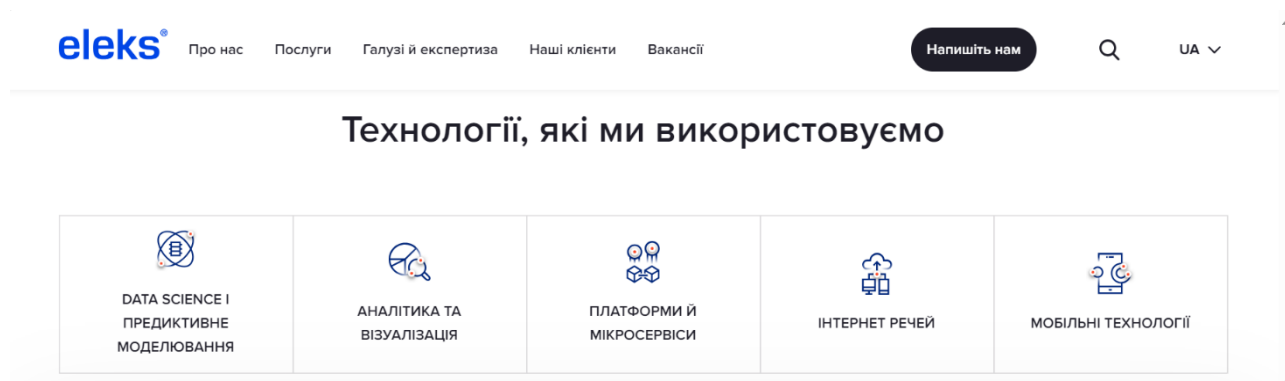 eleks®
Про нас Послуги Галузі й експертиза Наші клієнти Вакансії Напишіть нам UA
Технології, які ми використовуємо
DATA SCIENCE І
ПРЕДИКТИВНЕ
МОДЕЛЮВАННЯ
АНАЛІТИКА ТА
ВІЗУАЛІЗАЦІЯ
ПЛАТФОРМИ Й
МІКРОСЕРВІСИ
ІНТЕРНЕТ РЕЧЕЙ
МОБІЛЬНІ ТЕХНОЛОГІЇ